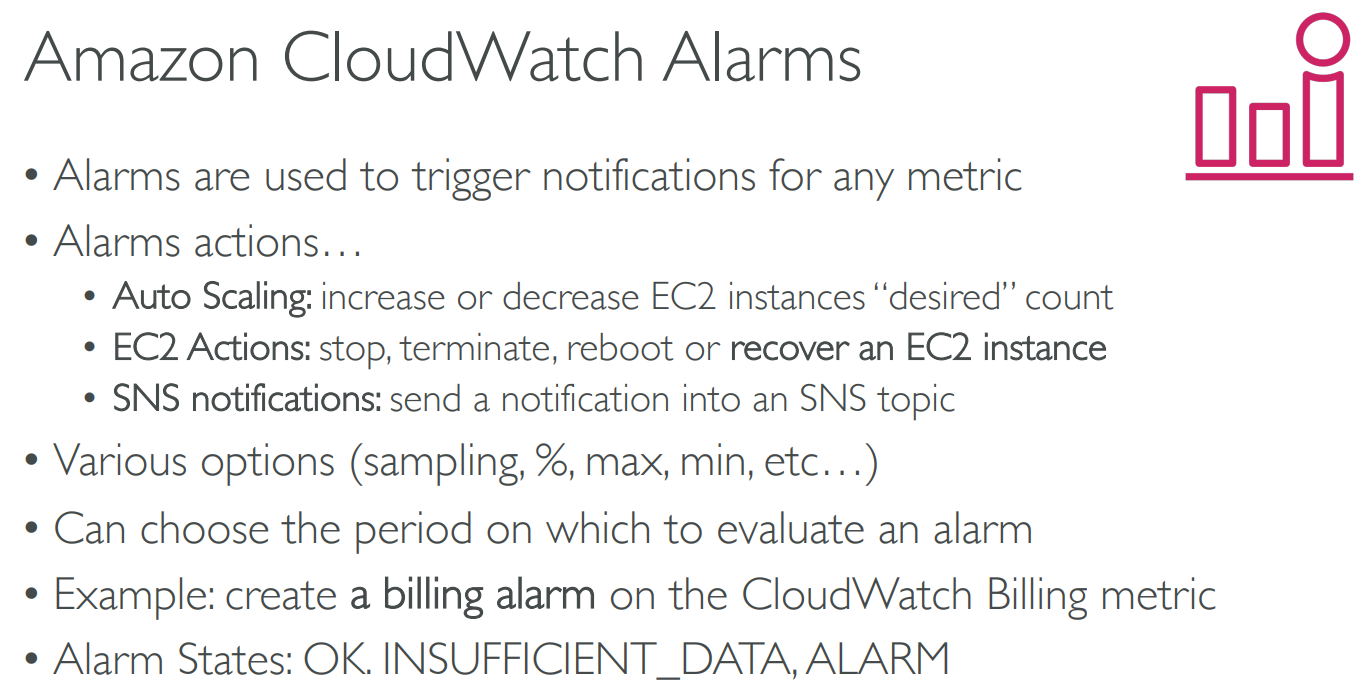 Amazon CloudWatch Alarms
• Alarms are used to trigger notifications for any metric
• Alarms actions…
• Auto Scaling: increase or decrease EC2 instances “desired” count
• EC2 Actions: stop, terminate, reboot or recover an EC2 instance
• SNS notifications: send a notification into an SNS topic
• Various options (sampling, %, max, min, etc…)
• Can choose the period on which to evaluate an alarm
• Example: create a billing alarm on the CloudWatch Billing metric
• Alarm States: OK. INSUFFICIENT_DATA, ALARM